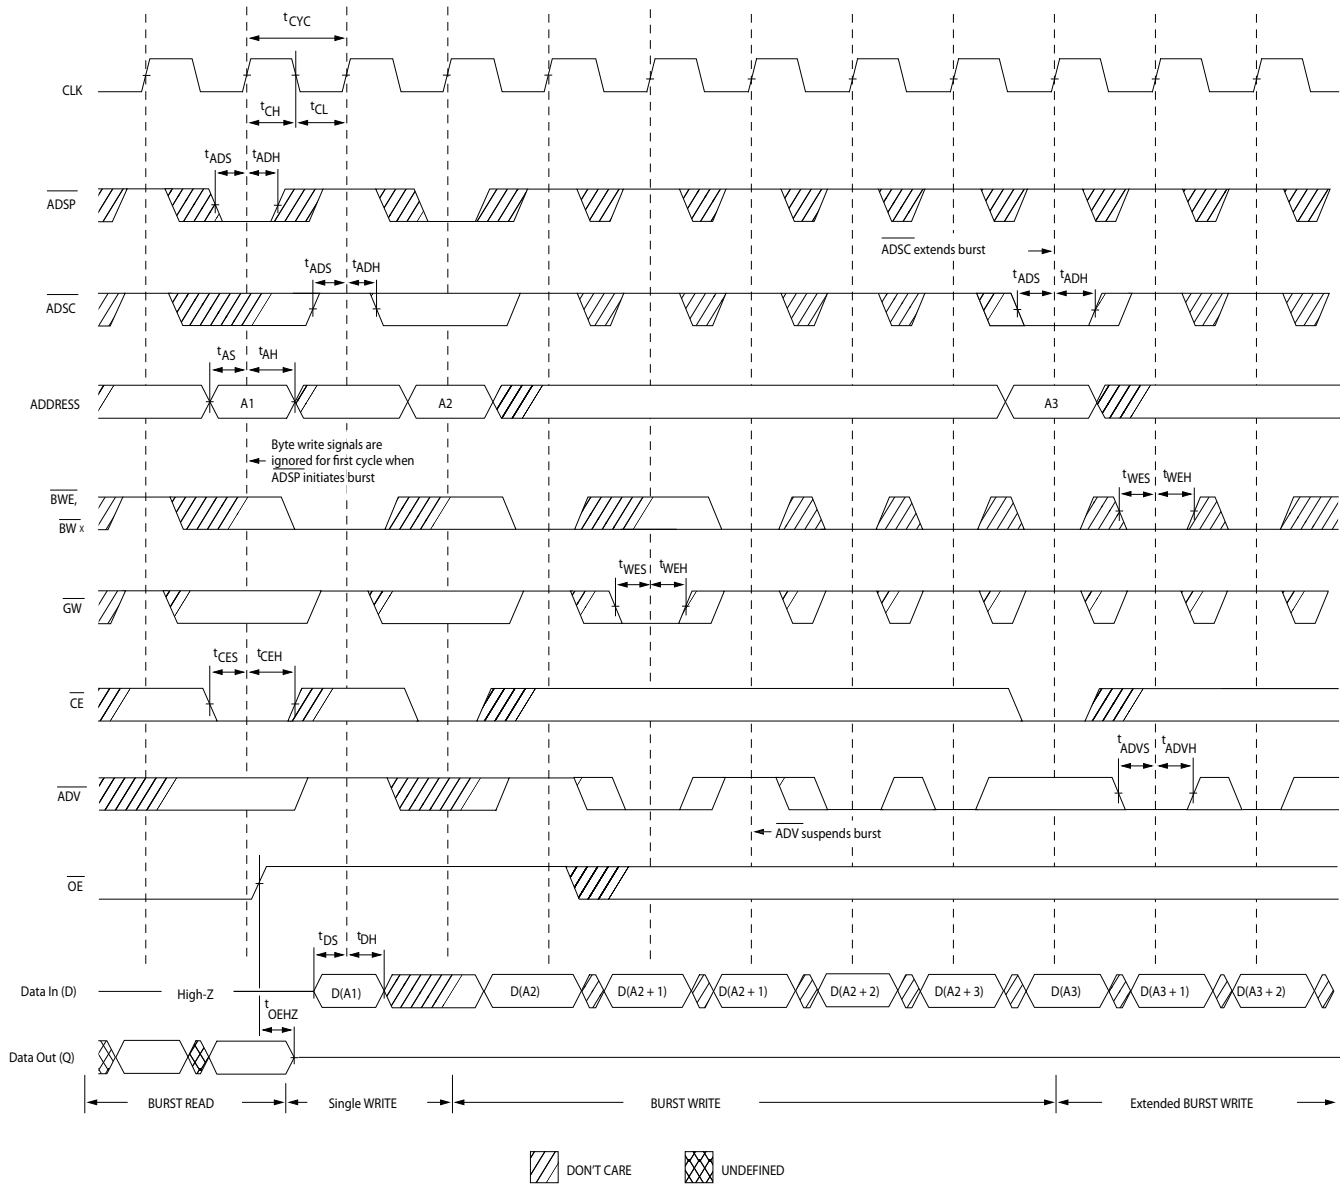 tCYC
CLK
tCH
tCL
tADS
tADH
ADSP
ADSC extends burst
tADS
tADH
tADS
tADH
ADSC
tAS
tAH
ADDRESS
A1
A2
A3
Byte write signals are
ignored for first cycle when
ADSP initiates burst
BWE,
BW x
tWES
tWEH
tWES
tWEH
GW
tCES
tCEH
CE
tADVS
tADVH
ADV
ADV suspends burst
OE
tDS
tDH
Data In (D)
High-Z
D(A1)
D(A2)
D(A2 + 1)
D(A2 + 1)
D(A2 + 2)
D(A2 + 3)
D(A3)
D(A3 + 1)
D(A3 + 2)
tOEHZ
Data Out (Q)
BURST READ
Single WRITE
BURST WRITE
Extended BURST WRITE
DON'T CARE
UNDEFINED